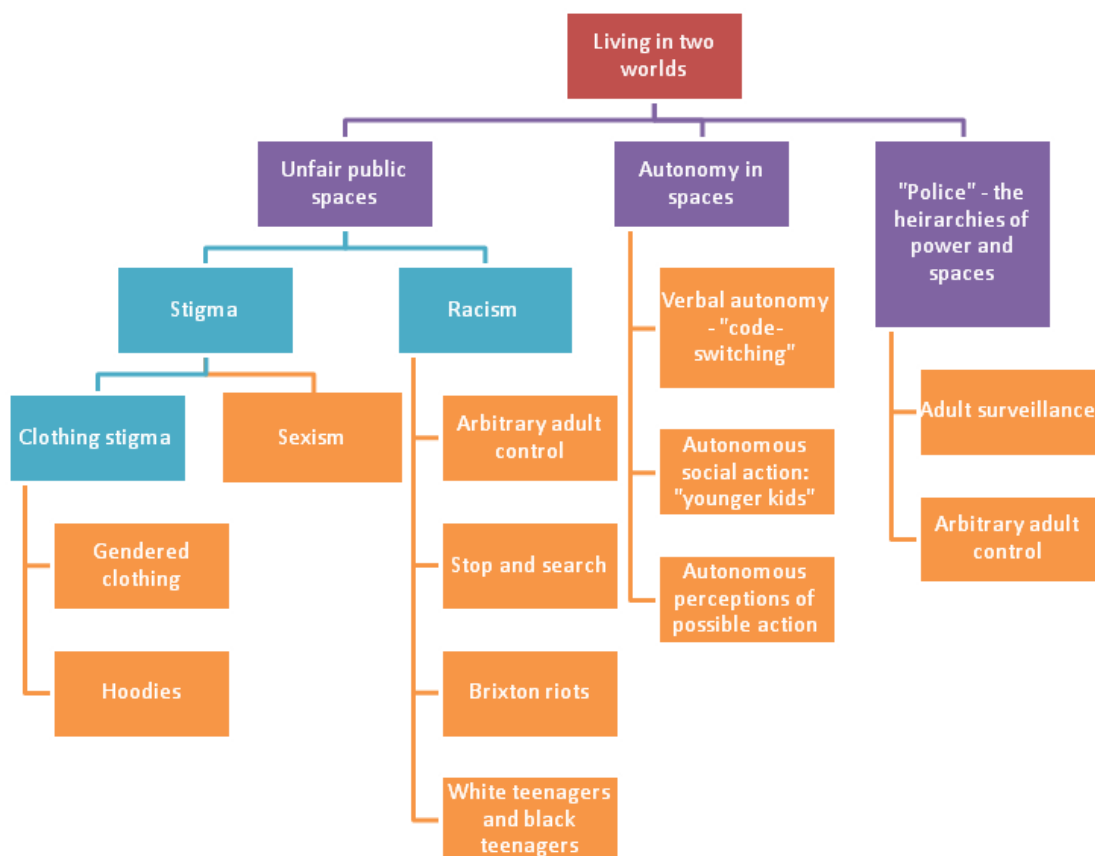 Living in two
worlds
Unfair public
spaces
Autonomy in
spaces
"Police" - the
heirarchies of
power and
spaces
Stigma
Racism
Verbal autonomy
- "code-
switching"
Clothing stigma
Sexism
Arbitrary adult
control
Adult surveillance
Autonomous
social action:
"younger kids"
Gendered
clothing
Stop and search
Arbitrary adult
control
Autonomous
perceptions of
possible action
Hoodies
Brixton riots
White teenagers
and black
teenagers